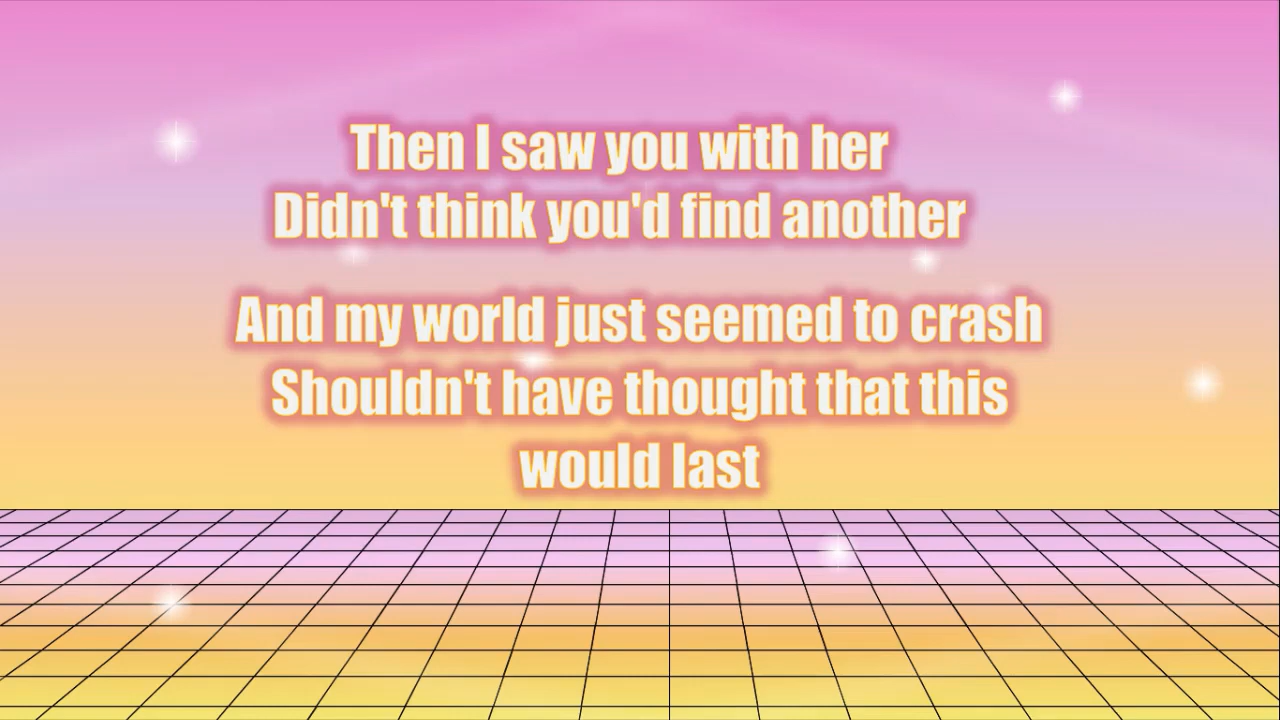 Then I saw you with her
Didn't think you'd find another
And my world just seemed to crash
Shouldn't have thought that this
would last